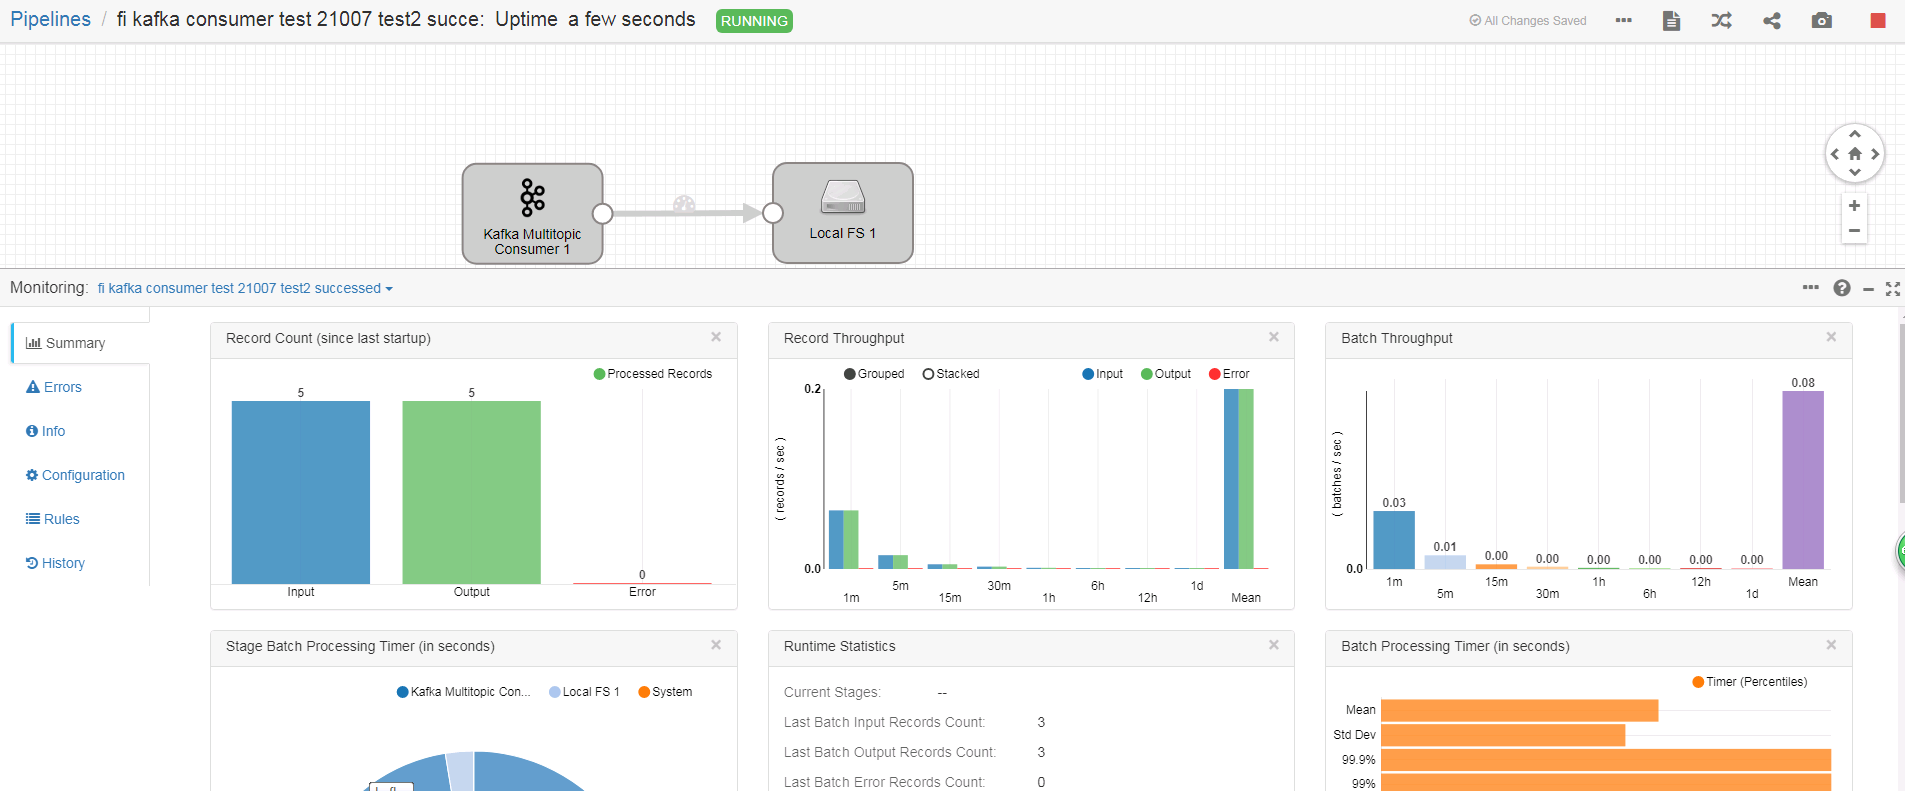 Pipelines / fi kafka consumer test 21007 test2 succe: Uptime a few seconds RUNNING
All Changes Saved
Kafka Multitopic
Consumer 1
Local FS 1
Monitoring: fi kafka consumer test 21007 test2 successed
Summary
Errors
Info
Configuration
Rules
History
Record Count (since last startup)
Processed Records
5
5
0
Input
Output
Error
Record Throughput
Grouped
Stacked
Input
Output
Error
0.2
( records / sec )
0.0
1m
5m
15m
30m
1h
6h
12h
1d
Mean
Batch Throughput
( batches / sec )
0.0
0.03
0.01
0.00
0.00
0.00
0.00
0.00
0.00
0.08
1m
5m
15m
30m
1h
6h
12h
1d
Mean
Stage Batch Processing Timer (in seconds)
Kafka Multitopic Con...
Local FS 1
System
Runtime Statistics
Current Stages: --
Last Batch Input Records Count: 3
Last Batch Output Records Count: 3
Last Batch Error Records Count: 0
Batch Processing Timer (in seconds)
Timer (Percentiles)
Mean
Std Dev
99.9%
99%